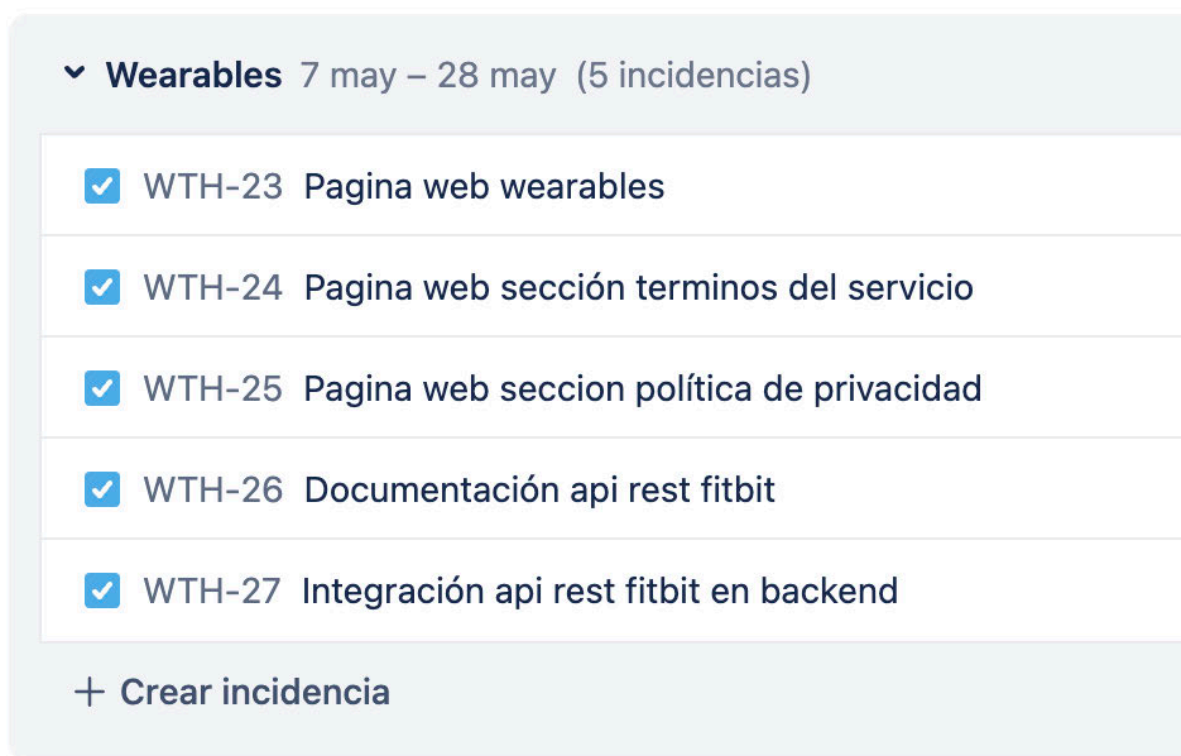 Wearables 7 may – 28 may (5 incidencias)
WTH-23 Pagina web wearables
WTH-24 Pagina web sección terminos del servicio
WTH-25 Pagina web seccion política de privacidad
WTH-26 Documentación api rest fitbit
WTH-27 Integración api rest fitbit en backend
+ Crear incidencia